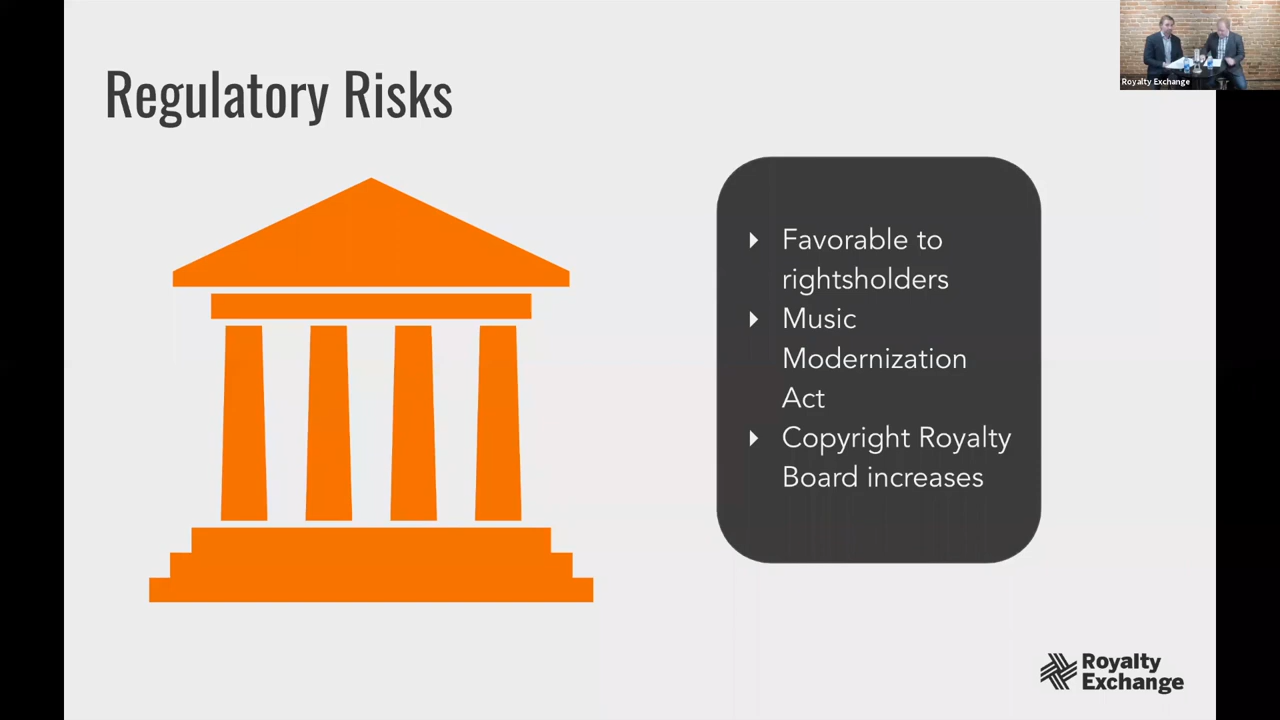 Regulatory Risks
Royalty Exchange
Favorable to
rightsholders
Music
Modernization
Act
Copyright Royalty
Board increases
Royalty
Exchange